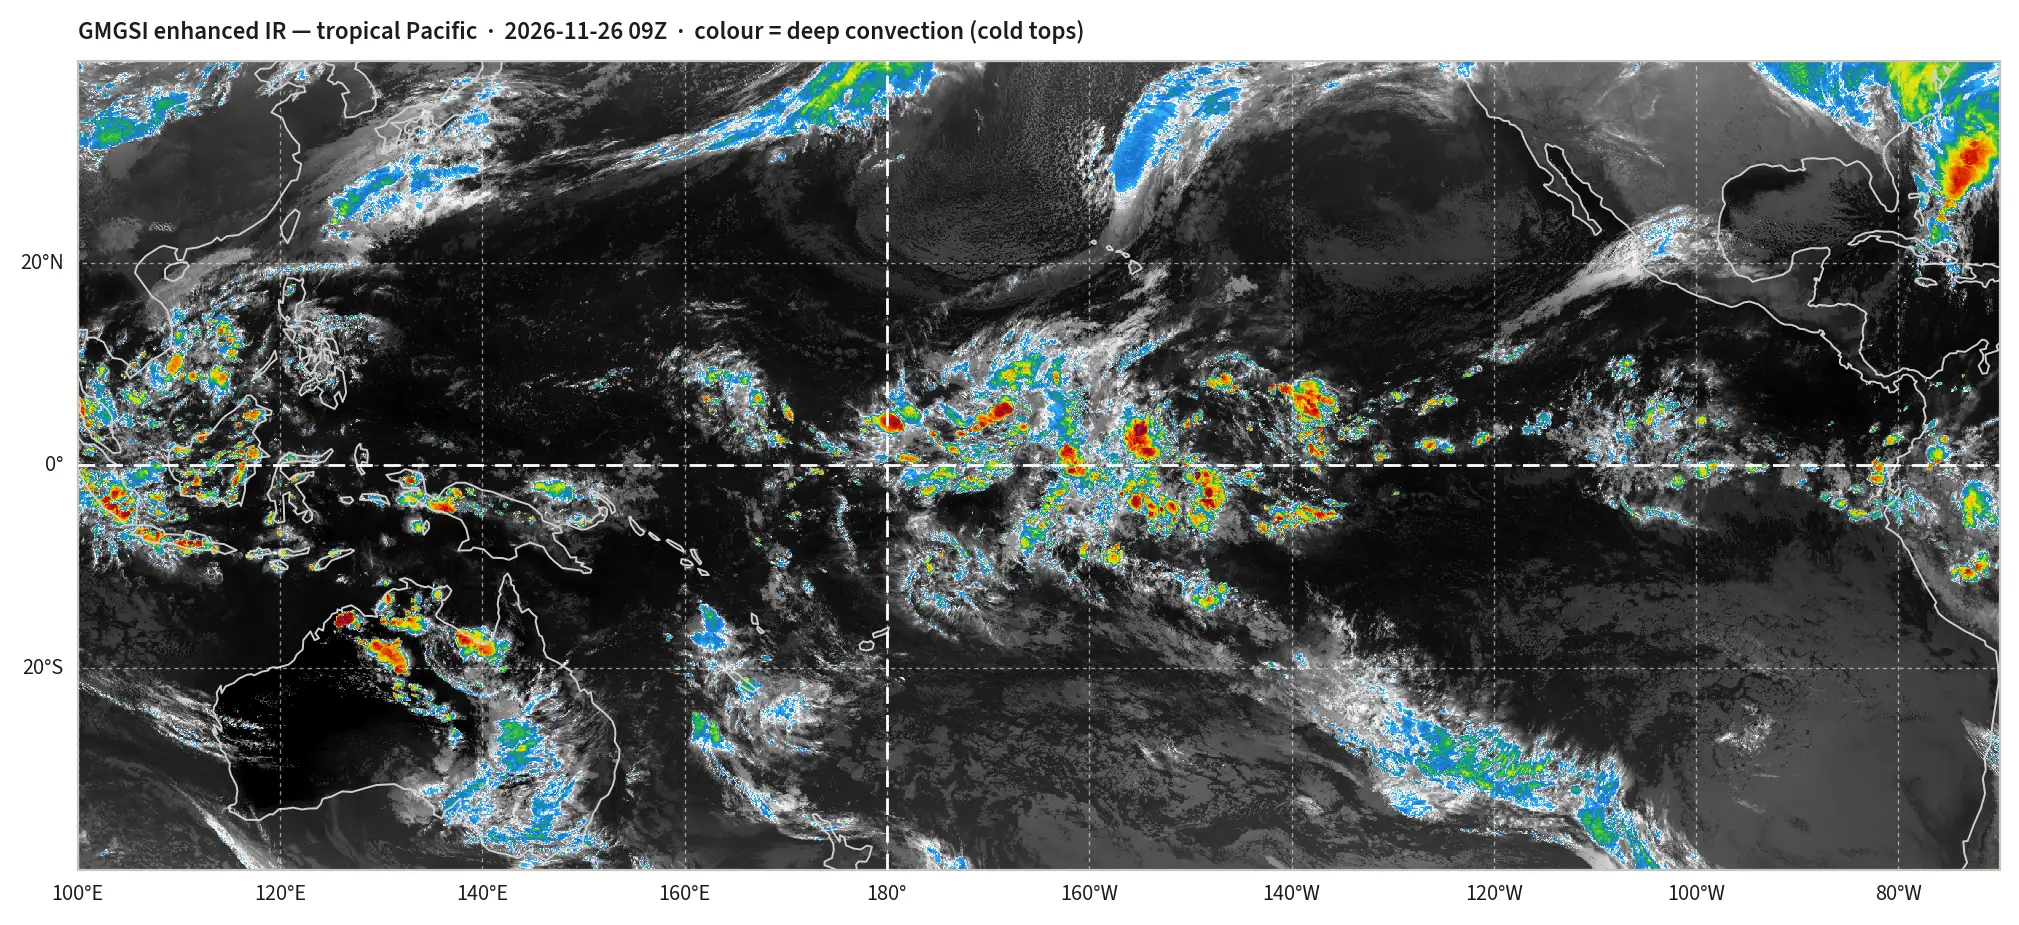 GMGSI enhanced IR — tropical Pacific · 2026-11-26 09Z · colour = deep convection (cold tops)
20°N
0°
20°S
100°E 120°E 140°E 160°E 180° 160°W 140°W 120°W 100°W 80°W